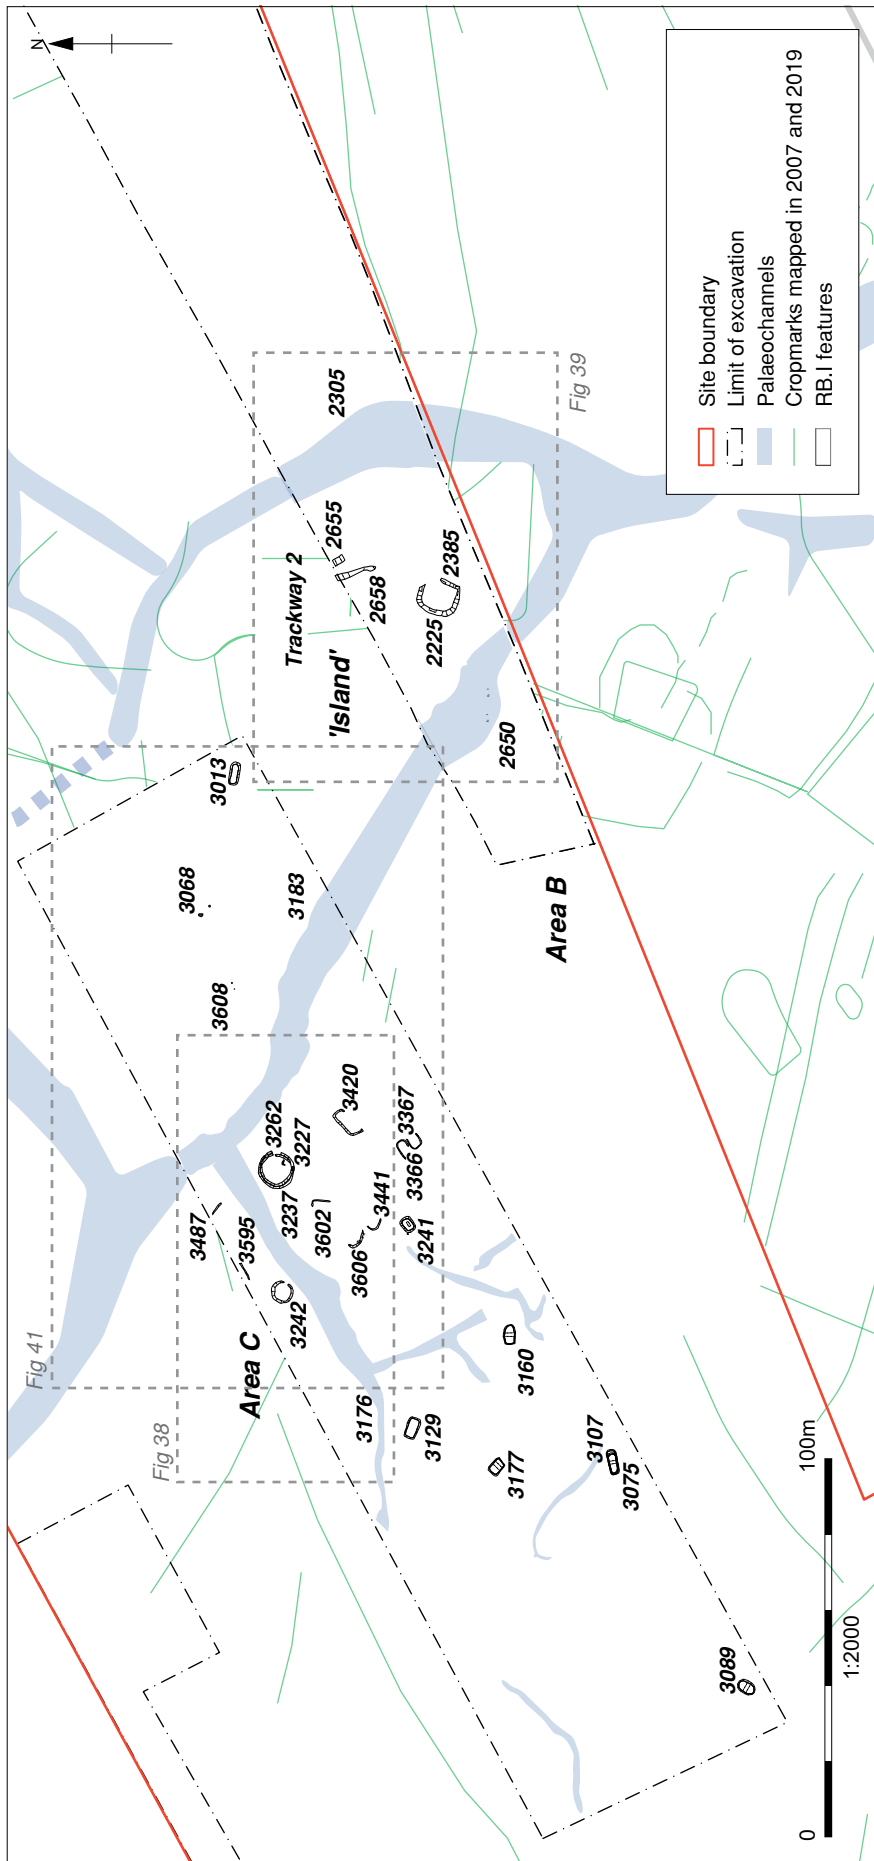 N
Fig 41
Fig 38
Fig 39
Area C
Area B
'Island'
Trackway 2
2305
2655
2658
2385
2225
2650
3013
3068
3183
3608
3420
3262
3227
3237
3367
3366
3441
3602
3606
3241
3487
3595
3242
3176
3129
3160
3177
3107
3075
3089
Site boundary
Limit of excavation
Palaeochannels
Cropmarks mapped in 2007 and 2019
RB.I features
0
100m
1:2000